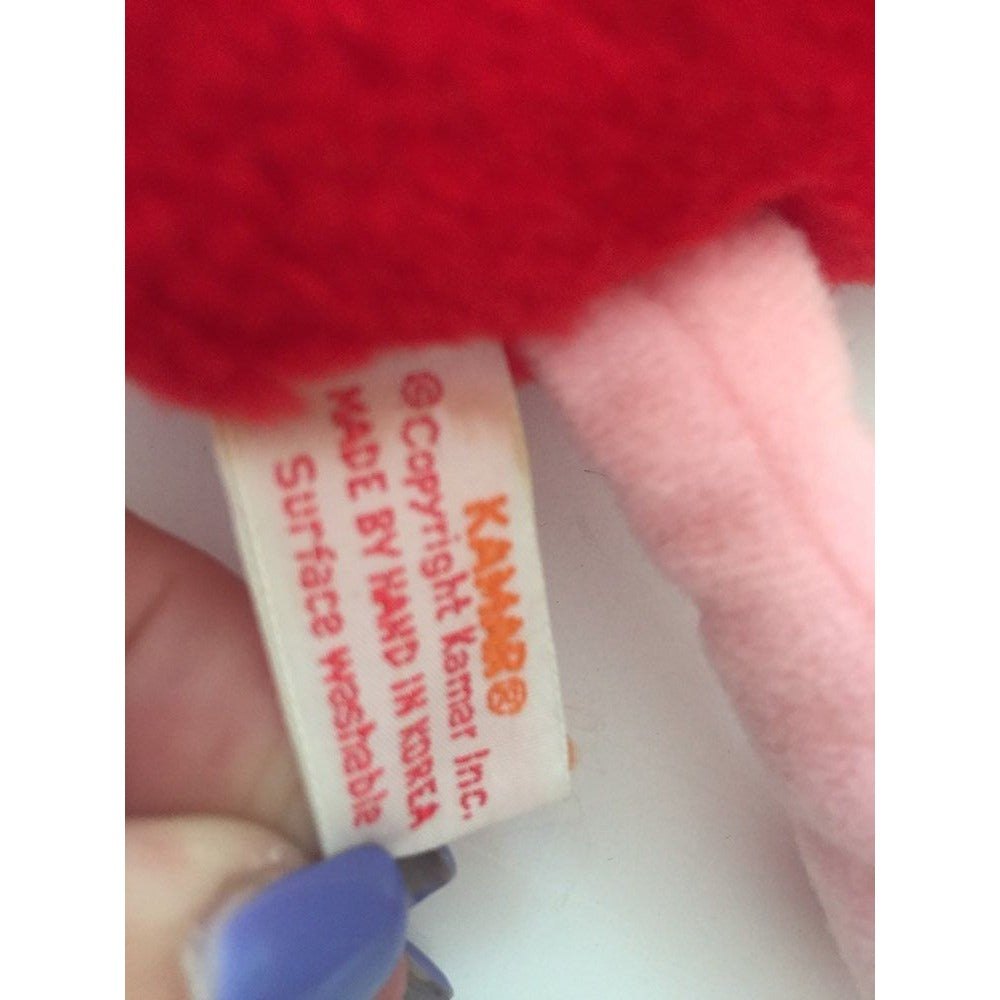 KAMAR®
©Copyright Kamar Inc.
MADE BY HAND IN KOREA
Surface washable